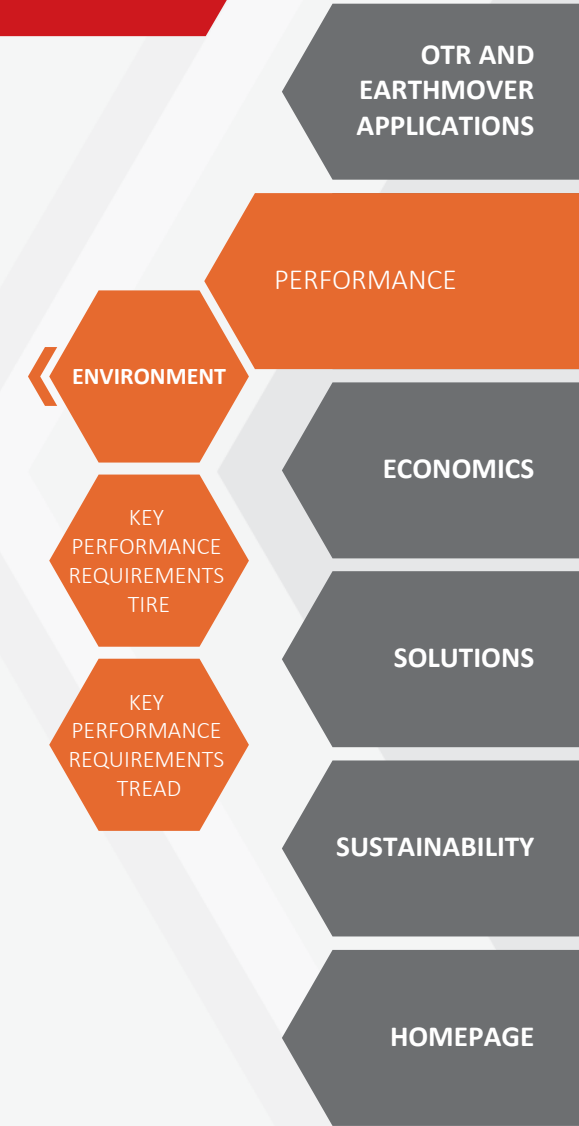 OTR AND
EARTHMOVER
APPLICATIONS
PERFORMANCE
ENVIRONMENT
KEY
PERFORMANCE
REQUIREMENTS
TIRE
KEY
PERFORMANCE
REQUIREMENTS
TREAD
ECONOMICS
SOLUTIONS
SUSTAINABILITY
HOMEPAGE